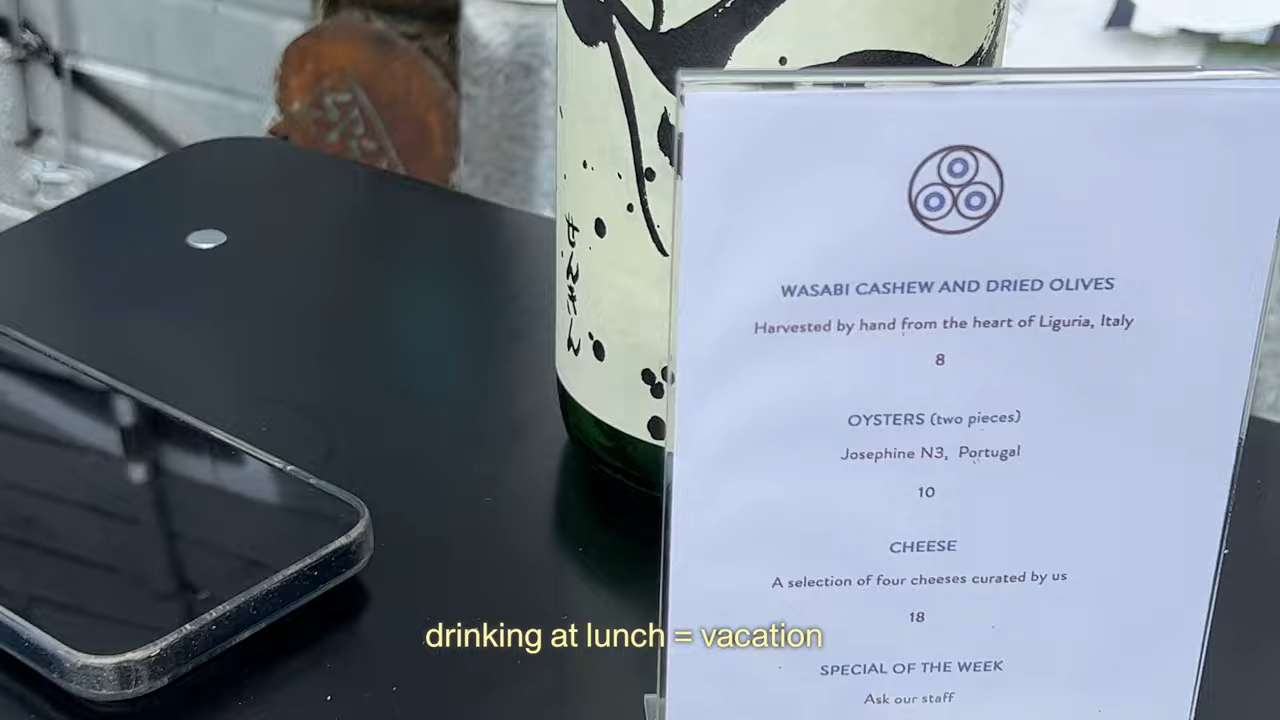 WASABI CASHEW AND DRIED OLIVES
Harvested by hand from the heart of Liguria, Italy
8
OYSTERS (two pieces)
Josephine N3, Portugal
10
CHEESE
A selection of four cheeses curated by us
18
SPECIAL OF THE WEEK
Ask our staff
drinking at lunch = vacation